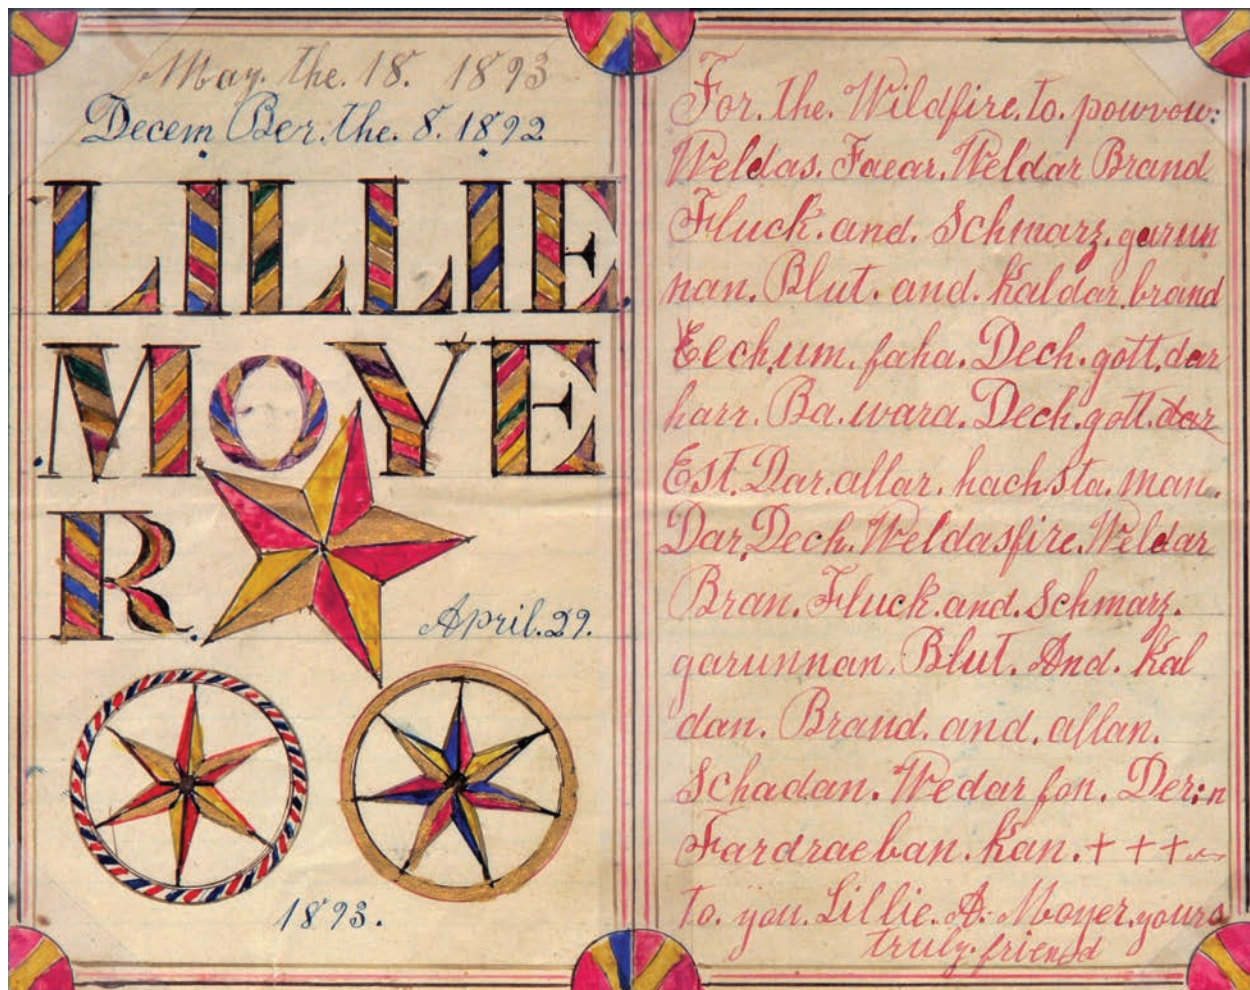 May. the. 18. 1893
Decem Ber. the. 8. 1892
LILLIE
MOYE
R.
April. 29.
1893.
For. the. Wildfire. to. powvow:
Weldas. Faear. Weldar Brand
Fluck. and. Schmarz. garun
nan. Blut. and. Kaldar. brand
Eech. um. faha. Dech. gott. dar
harr. Ba. wara. Dech. gott. dar
Est. Dar. allar. hachsta. man.
Dar. Dech. Weldasfire. Weldar
Bran. Fluck. and. Schmarz.
garunnan. Blut. And. Kal
dan. Brand. and. allan.
Schadan. Wedar fon. Der:n
Fardraeban. Kan. + + +
to. you. Lillie. A. Moyer. yours
truly. friend